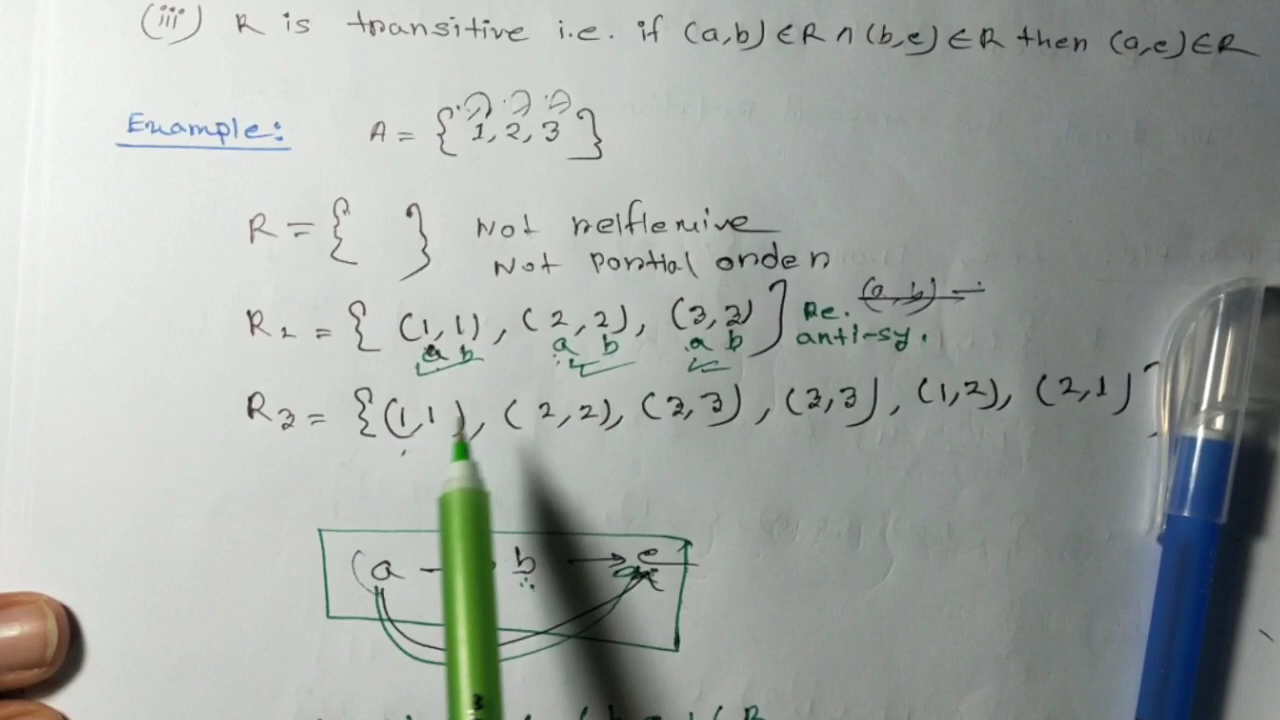 (iii) R is transitive i.e. if (a,b) ∈ R ∩ (b,c) ∈ R then (a,c) ∈ R
Example: A = { 1, 2, 3 }
R = { } Not relflexive
Not partial order
(a, b)
R2 = { (1,1), (2,2), (3,3) } Re.
a b a b a b anti-sy.
R3 = {(1,1), (2,2), (3,3), (3,3), (1,2), (2,1)}
(a b → c